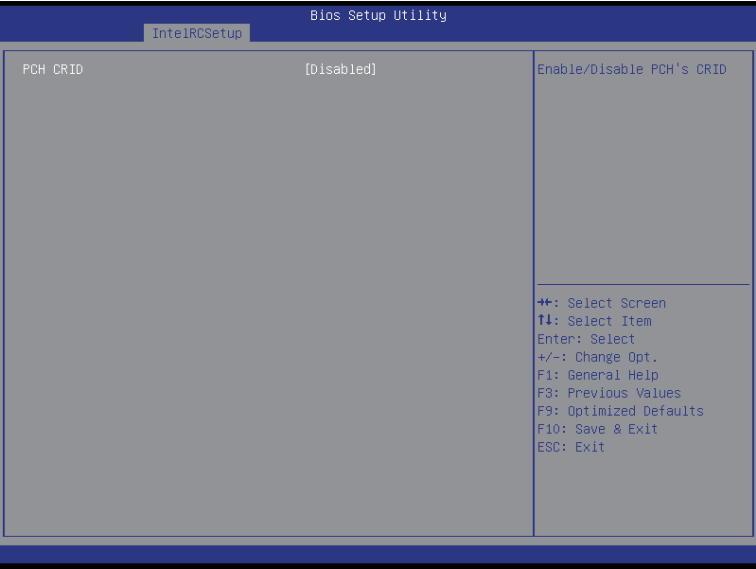 Bios Setup Utility
IntelRCSetup
PCH CRID [Disabled]
Enable/Disable PCH's CRID
→←: Select Screen
↑↓: Select Item
Enter: Select
+/-: Change Opt.
F1: General Help
F3: Previous Values
F9: Optimized Defaults
F10: Save & Exit
ESC: Exit